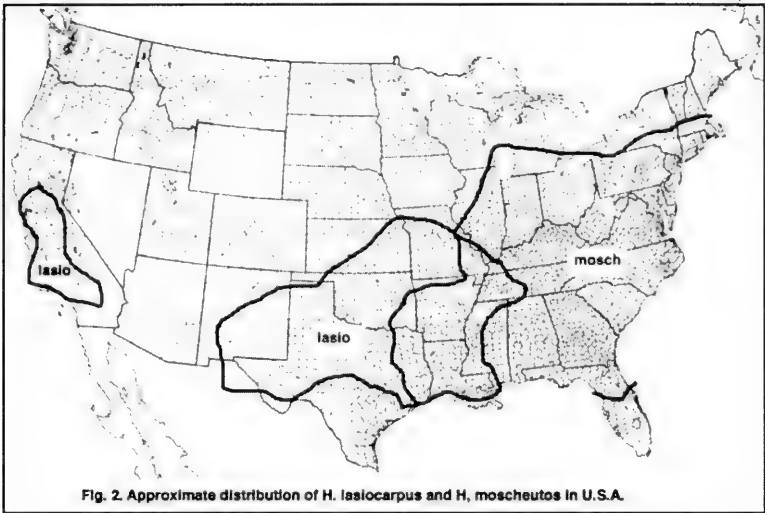 lasio
lasio
mosch
Fig. 2. Approximate distribution of H. lasiocarpus and H, moscheutos in U.S.A.